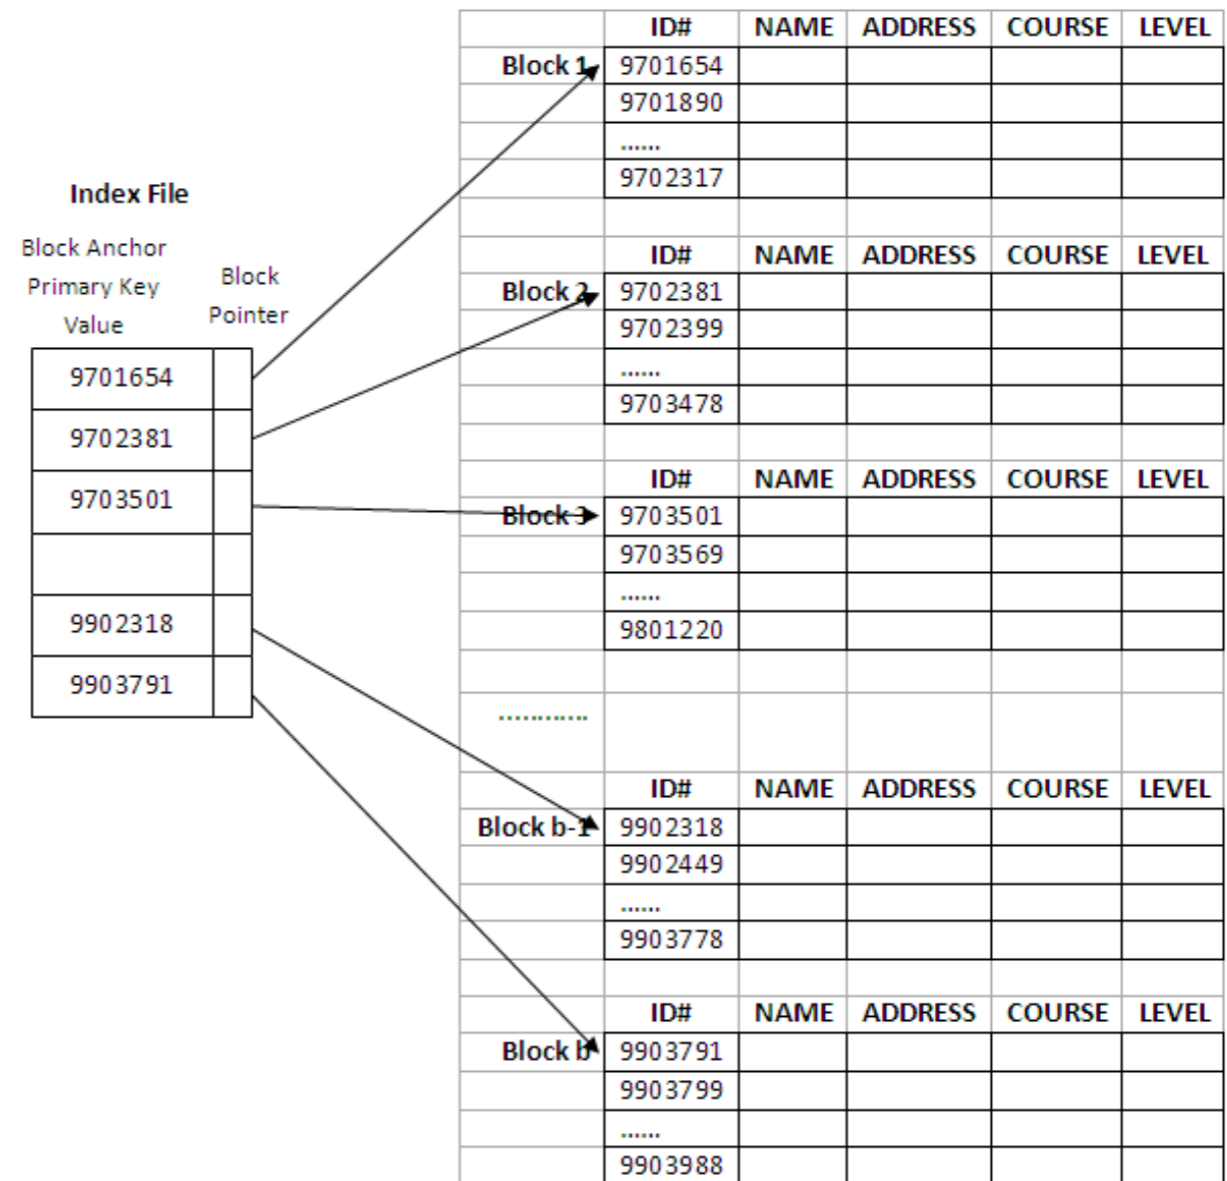 Index File
Block Anchor
Primary Key
Value
Block
Pointer
9701654
9702381
9703501
9902318
9903791
ID# NAME ADDRESS COURSE LEVEL
Block 1 9701654
9701890
......
9702317
ID# NAME ADDRESS COURSE LEVEL
Block 2 9702381
9702399
......
9703478
ID# NAME ADDRESS COURSE LEVEL
Block 3 9703501
9703569
......
9801220
............
ID# NAME ADDRESS COURSE LEVEL
Block b-1 9902318
9902449
......
9903778
ID# NAME ADDRESS COURSE LEVEL
Block b 9903791
9903799
......
9903988